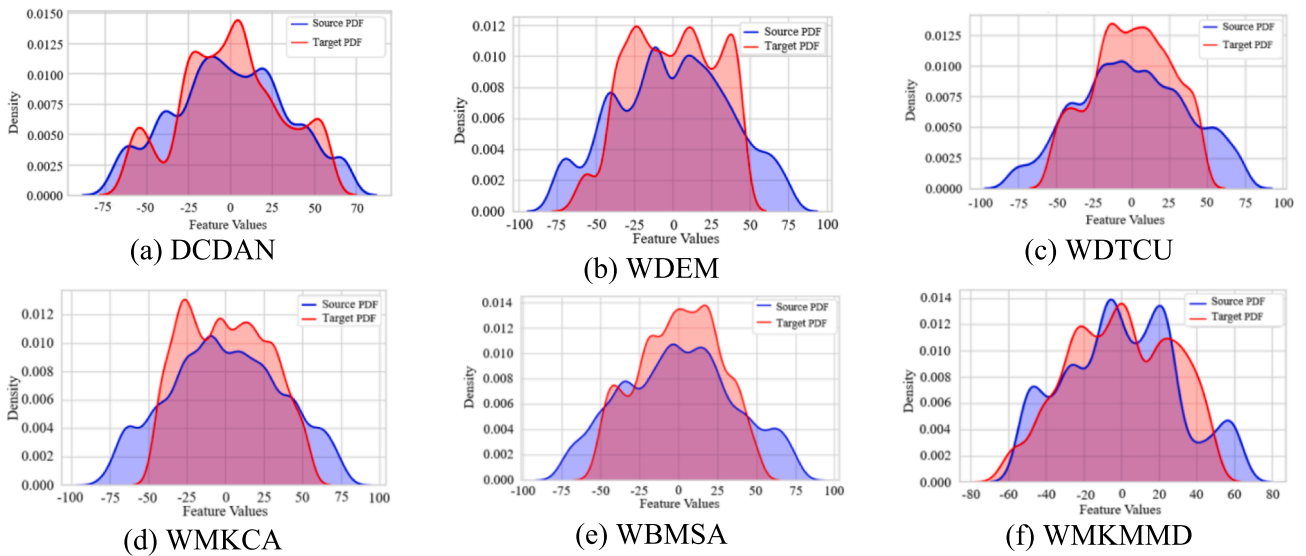 0.0150
0.0125
0.0100
0.0075
0.0050
0.0025
0.0000
Density
Source PDF
Target PDF
-75 -50 -25 0 25 50 70
Feature Values
(a) DCDAN
0.012
0.010
0.008
0.006
0.004
0.002
0.000
Density
Source PDF
Target PDF
-100 -75 -50 -25 0 25 50 75 100
Feature Values
(b) WDEM
0.0125
0.0100
0.0075
0.0050
0.0025
0.0000
Density
Source PDF
Target PDF
-100 -75 -50 -25 0 25 50 75 100
Feature Values
(c) WDTCU
0.012
0.010
0.008
0.006
0.004
0.002
0.000
Density
Source PDF
Target PDF
-100 -75 -50 -25 0 25 50 75 100
Feature Values
(d) WMKCA
0.014
0.012
0.010
0.008
0.006
0.004
0.002
0.000
Density
Source PDF
Target PDF
-100 -75 -50 -25 0 25 50 75 100
Feature Values
(e) WBMSA
0.014
0.012
0.010
0.008
0.006
0.004
0.002
0.000
Density
Source PDF
Target PDF
-80 -60 -40 -20 0 20 40 60 80
Feature Values
(f) WMKMMD